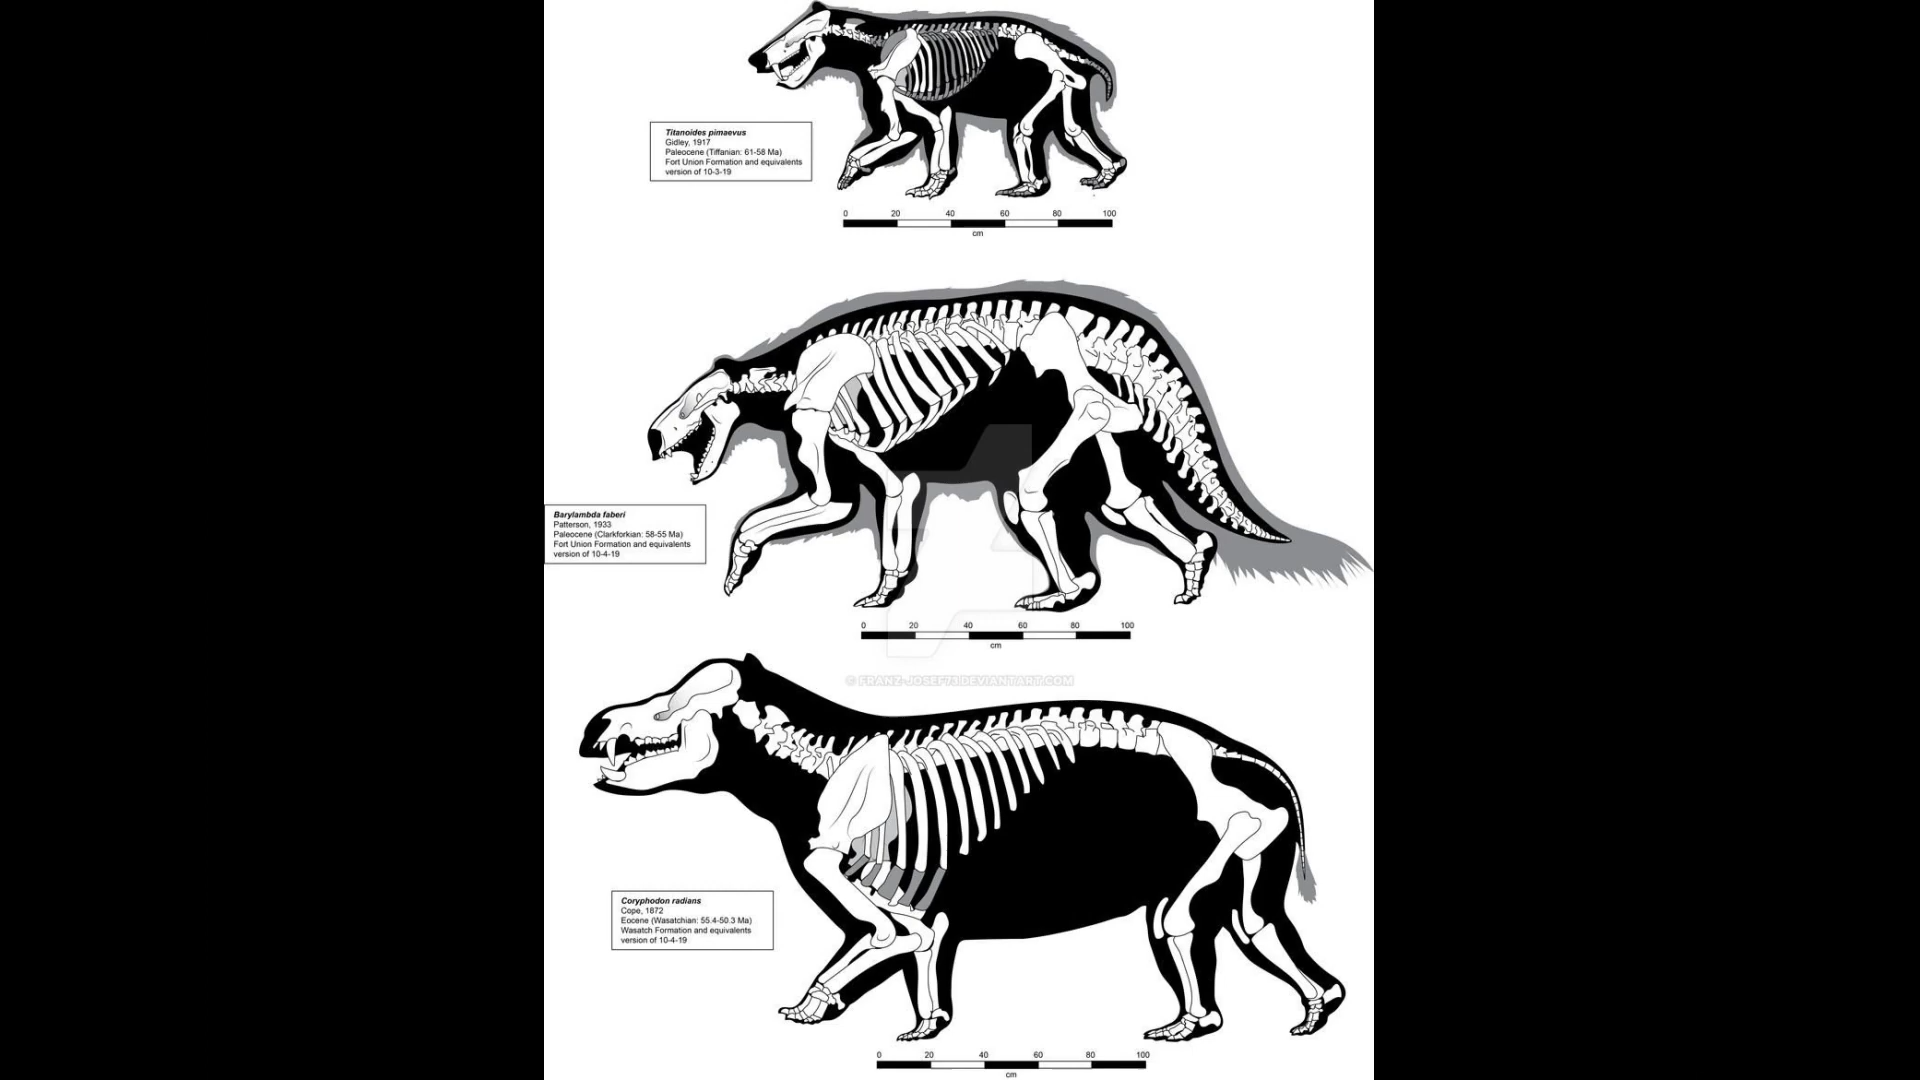 Titanoides pimaevus
Gidley, 1917
Paleocene (Tiffanian: 61-58 Ma)
Fort Union Formation and equivalents
version of 10-3-19
0 20 40 60 80 100
cm
Barylambda faberi
Patterson, 1933
Paleocene (Clarkforkian: 58-55 Ma)
Fort Union Formation and equivalents
version of 10-4-19
0 20 40 60 80 100
cm
© FRANZ-JOSEF73.DEVIANTART.COM
Coryphodon radians
Cope, 1872
Eocene (Wasatchian: 55.4-50.3 Ma)
Wasatch Formation and equivalents
version of 10-4-19
0 20 40 60 80 100
cm